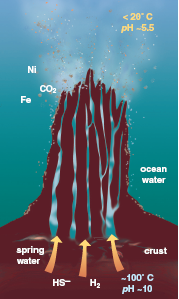 < 20° C
pH ~5.5
Ni
CO₂
Fe
ocean
water
spring
water
crust
HS⁻
H₂
~100° C
pH ~10